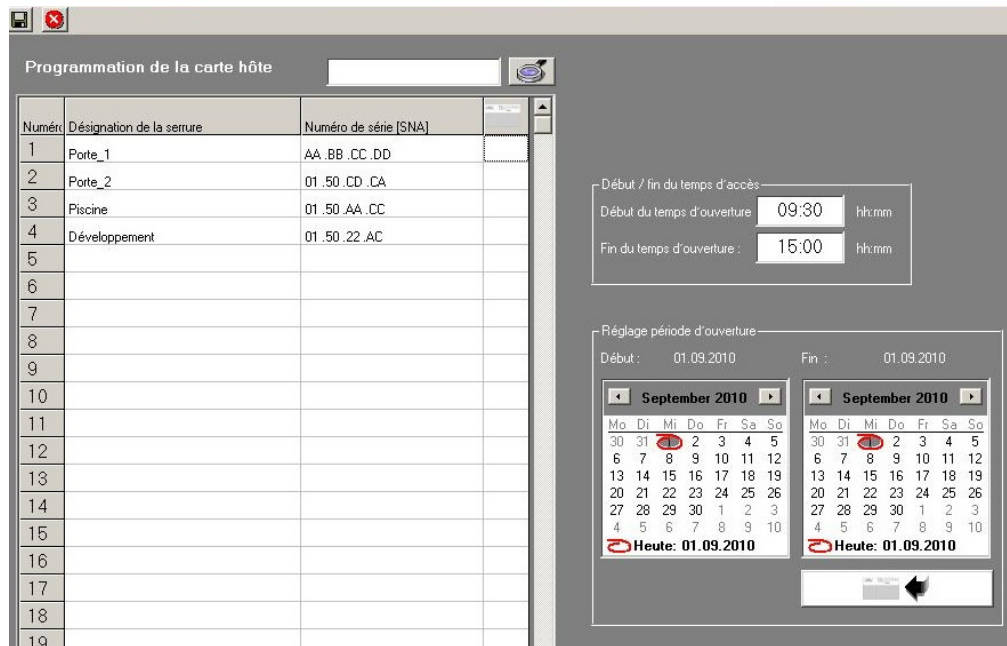 Programmation de la carte hôte
Numéro Désignation de la serrure Numéro de série [SNA]
1 Porte_1 AA .BB .CC .DD
2 Porte_2 01 .50 .CD .CA
3 Piscine 01 .50 .AA .CC
4 Développement 01 .50 .22 .AC
5
6
7
8
9
10
11
12
13
14
15
16
17
18
19
Début / fin du temps d'accès
Début du temps d'ouverture 09:30 hh:mm
Fin du temps d'ouverture : 15:00 hh:mm
Réglage période d'ouverture
Début : 01.09.2010 Fin : 01.09.2010
September 2010
Mo Di Mi Do Fr Sa So
30 31 1 2 3 4 5
6 7 8 9 10 11 12
13 14 15 16 17 18 19
20 21 22 23 24 25 26
27 28 29 30 1 2 3
4 5 6 7 8 9 10
Heute: 01.09.2010
September 2010
Mo Di Mi Do Fr Sa So
30 31 1 2 3 4 5
6 7 8 9 10 11 12
13 14 15 16 17 18 19
20 21 22 23 24 25 26
27 28 29 30 1 2 3
4 5 6 7 8 9 10
Heute: 01.09.2010